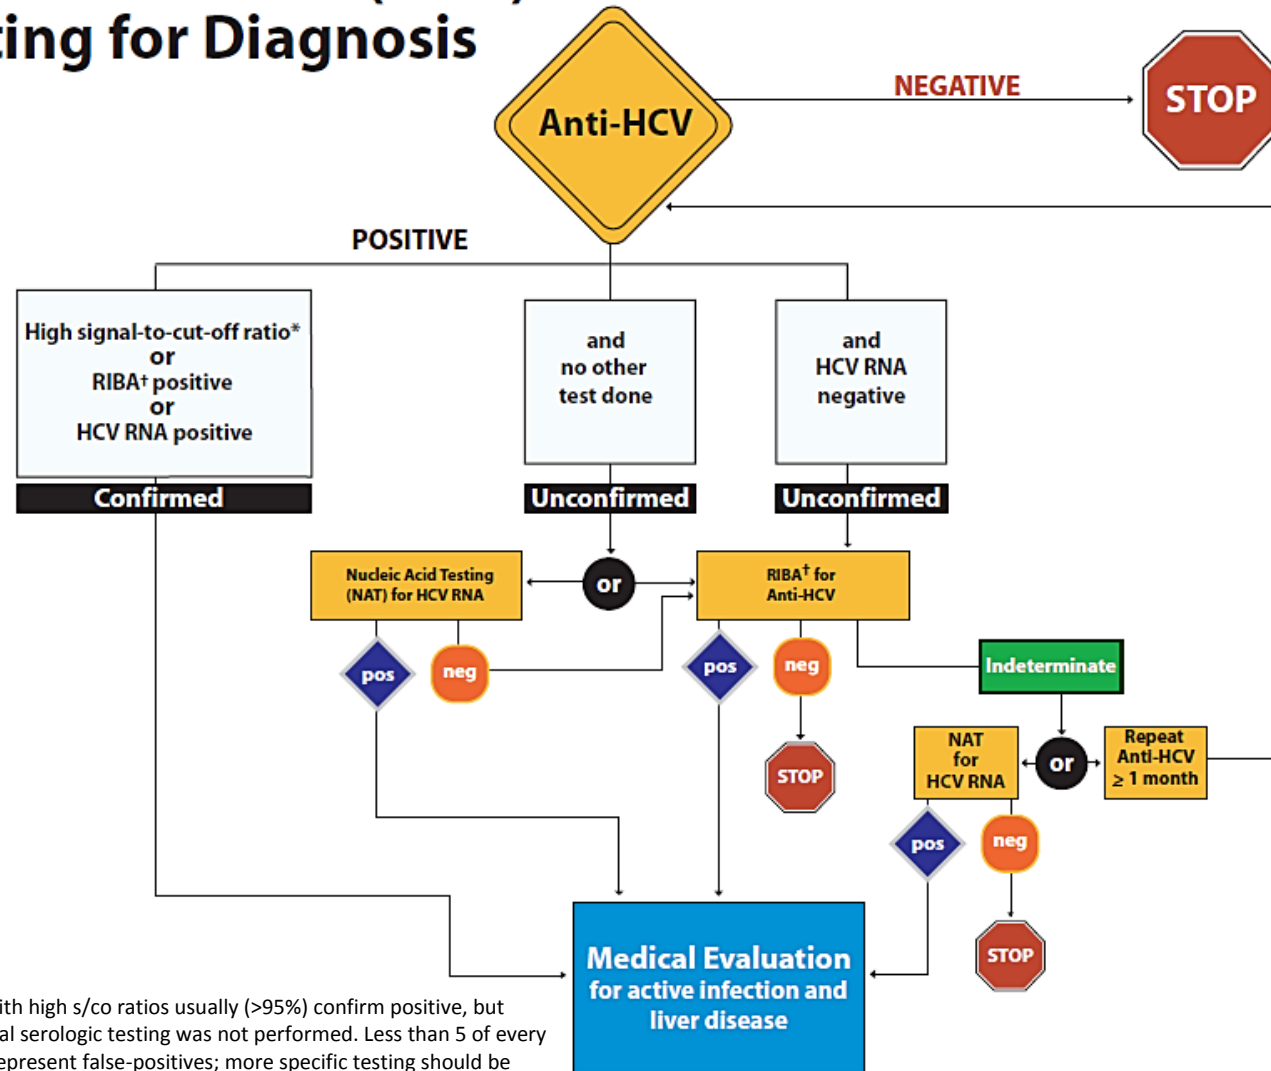 ting for Diagnosis
Anti-HCV
NEGATIVE
STOP
POSITIVE
High signal-to-cut-off ratio*
or
RIBA† positive
or
HCV RNA positive
Confirmed
and
no other
test done
Unconfirmed
and
HCV RNA
negative
Unconfirmed
Nucleic Acid Testing
(NAT) for HCV RNA
or
RIBA† for
Anti-HCV
pos
neg
pos
neg
Indeterminate
STOP
NAT
for
HCV RNA
or
Repeat
Anti-HCV
≥ 1 month
pos
neg
STOP
Medical Evaluation
for active infection and
liver disease
ith high s/co ratios usually (>95%) confirm positive, but
al serologic testing was not performed. Less than 5 of every
epresent false-positives; more specific testing should be